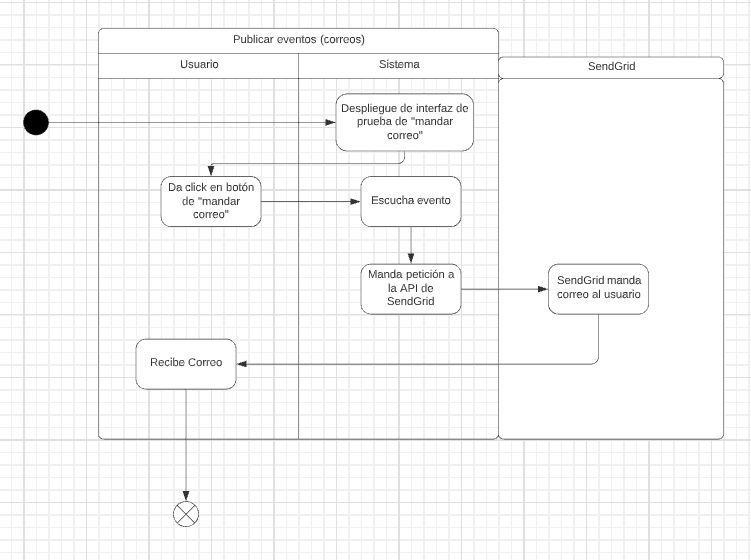 Publicar eventos (correos)
Usuario
Sistema
SendGrid
Despliegue de interfaz de
prueba de "mandar
correo"
Da click en botón
de "mandar
correo"
Escucha evento
Manda petición a
la API de
SendGrid
SendGrid manda
correo al usuario
Recibe Correo